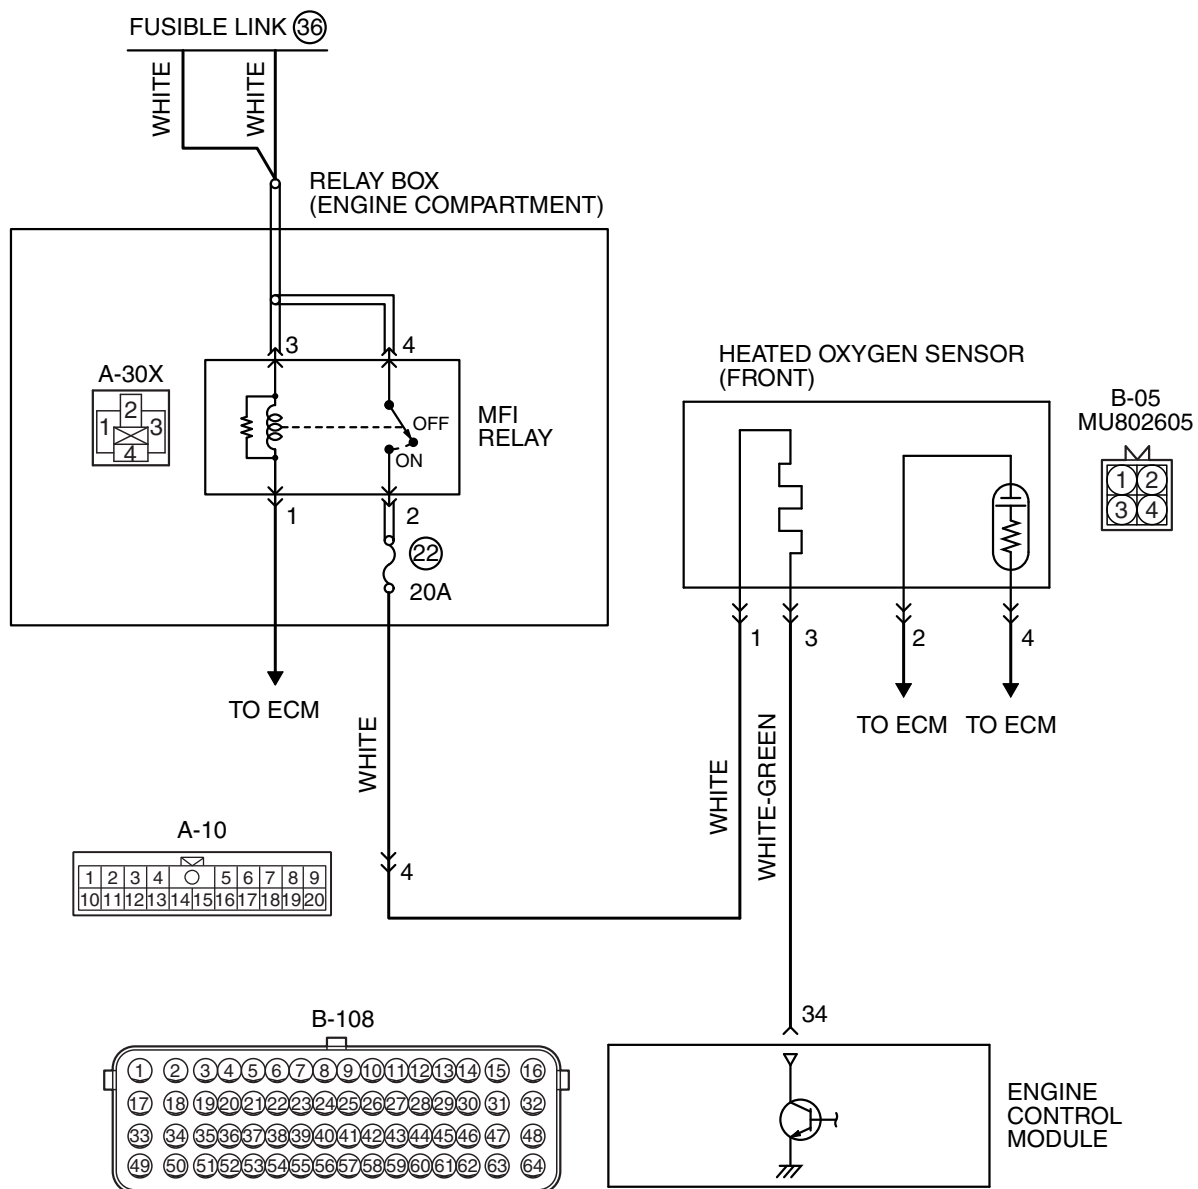 FUSIBLE LINK 36
WHITE
WHITE
RELAY BOX
(ENGINE COMPARTMENT)
3
4
A-30X
2
1
3
4
OFF
ON
MFI
RELAY
1
2
22
20A
TO ECM
HEATED OXYGEN SENSOR
(FRONT)
B-05
MU802605
1 2
3 4
1
3
2
4
TO ECM
TO ECM
WHITE
WHITE
WHITE-GREEN
A-10
1 2 3 4 5 6 7 8 9
10 11 12 13 14 15 16 17 18 19 20
4
34
B-108
1 2 3 4 5 6 7 8 9 10 11 12 13 14 15 16
17 18 19 20 21 22 23 24 25 26 27 28 29 30 31 32
33 34 35 36 37 38 39 40 41 42 43 44 45 46 47 48
49 50 51 52 53 54 55 56 57 58 59 60 61 62 63 64
ENGINE
CONTROL
MODULE